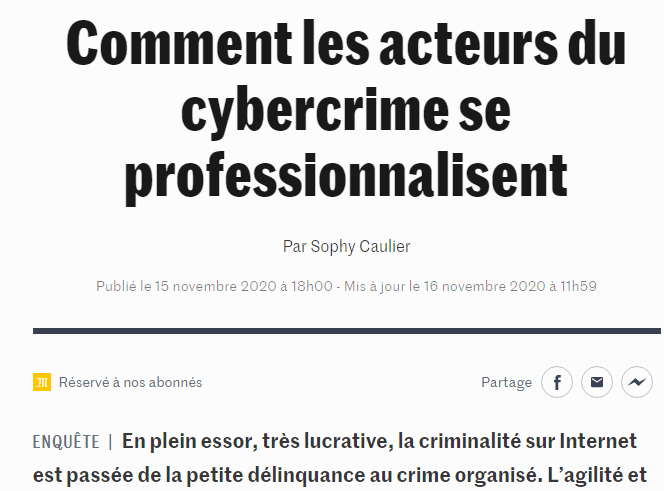 Comment les acteurs du
cybercrime se
professionnalisent
Par Sophy Caulier
Publié le 15 novembre 2020 à 18h00 - Mis à jour le 16 novembre 2020 à 11h59
Réservé à nos abonnés
Partage
ENQUÊTE | En plein essor, très lucrative, la criminalité sur Internet
est passée de la petite délinquance au crime organisé. L’agilité et